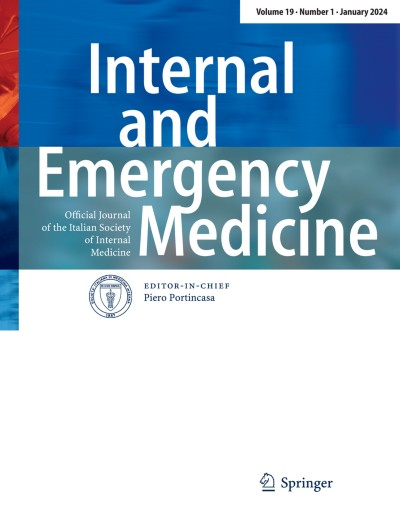 Volume 19 • Number 1 • January 2024
Internal
and
Emergency
Medicine
Official Journal
of the Italian Society
of Internal
Medicine
EDITOR-IN-CHIEF
Piero Portincasa
Springer